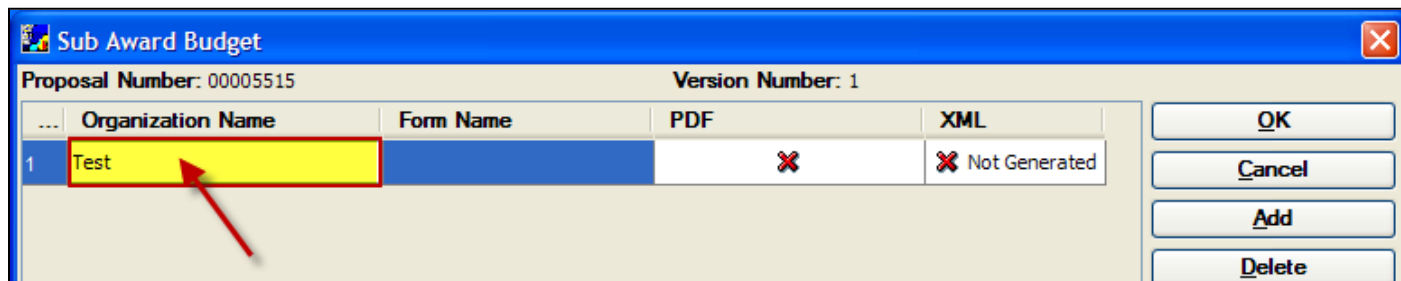 Sub Award Budget
Proposal Number: 00005515 Version Number: 1
... Organization Name Form Name PDF XML
1 Test Not Generated
OK
Cancel
Add
Delete